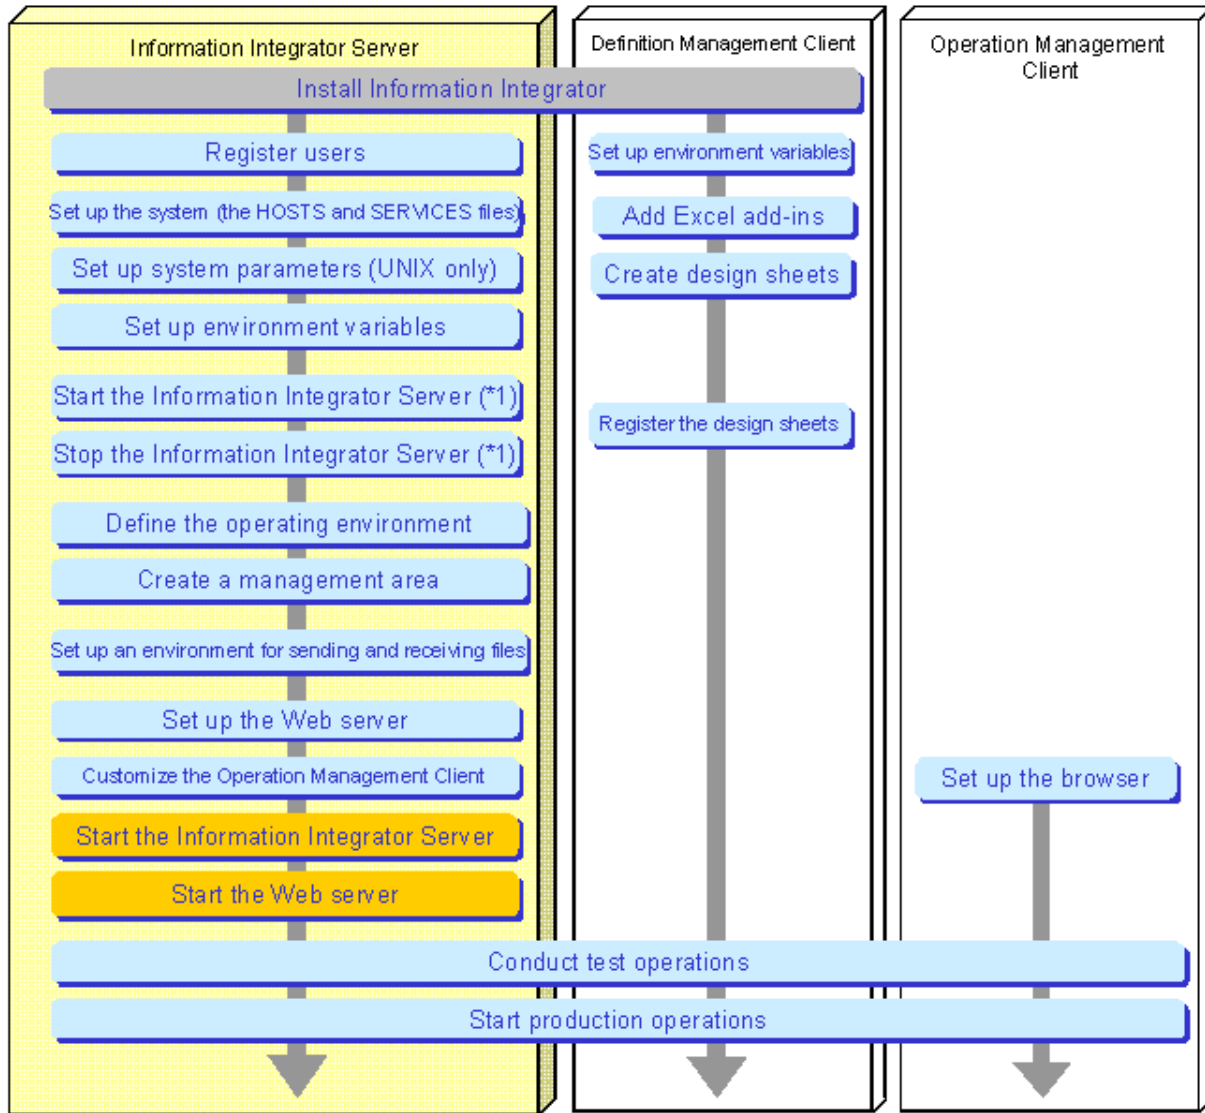 Information Integrator Server
Definition Management Client
Operation Management
Client
Install Information Integrator
Register users
Set up the system (the HOSTS and SERVICES files)
Set up system parameters (UNIX only)
Set up environment variables
Start the Information Integrator Server (*1)
Stop the Information Integrator Server (*1)
Define the operating environment
Create a management area
Set up an environment for sending and receiving files
Set up the Web server
Customize the Operation Management Client
Start the Information Integrator Server
Start the Web server
Set up environment variables
Add Excel add-ins
Create design sheets
Register the design sheets
Set up the browser
Conduct test operations
Start production operations